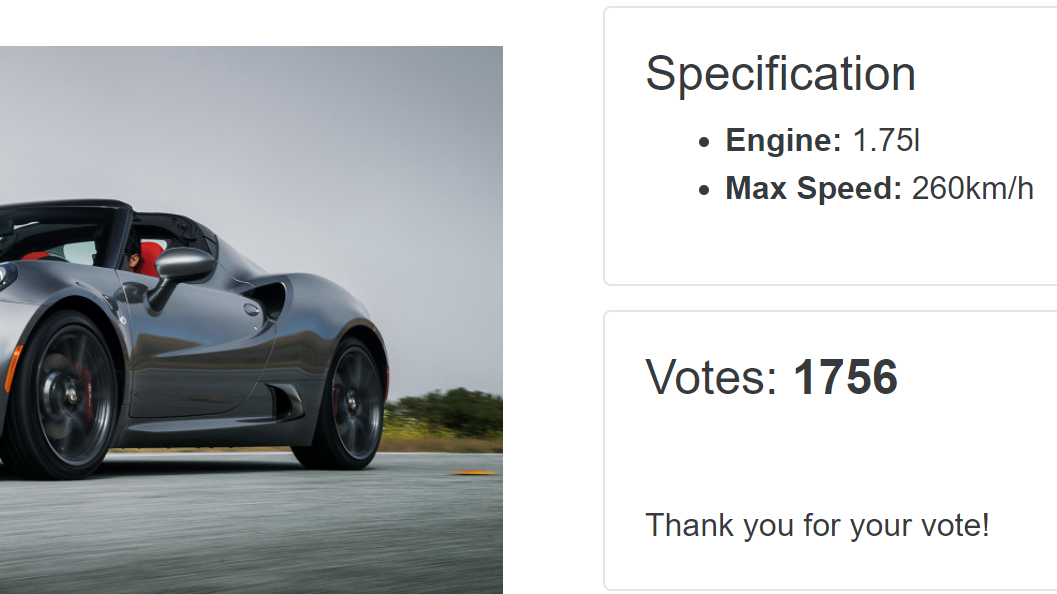 Specification
Engine: 1.75l
Max Speed: 260km/h
Votes: 1756
Thank you for your vote!